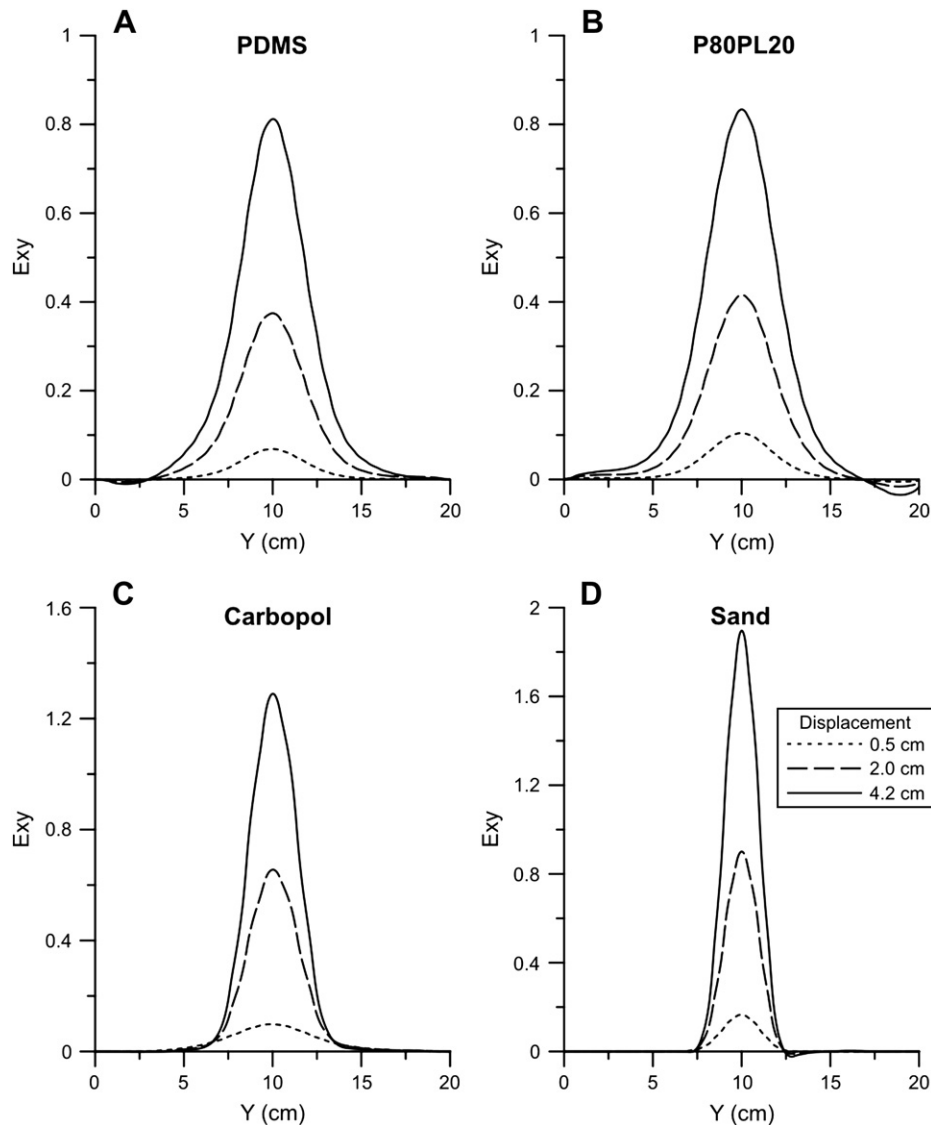 A
PDMS
1
0.8
0.6
0.4
0.2
0
Exy
0 5 10 15 20
Y (cm)
B
P80PL20
1
0.8
0.6
0.4
0.2
0
Exy
0 5 10 15 20
Y (cm)
C
Carbopol
1.6
1.2
0.8
0.4
0
Exy
0 5 10 15 20
Y (cm)
D
Sand
2
1.6
1.2
0.8
0.4
0
Exy
Displacement
0.5 cm
2.0 cm
4.2 cm
0 5 10 15 20
Y (cm)